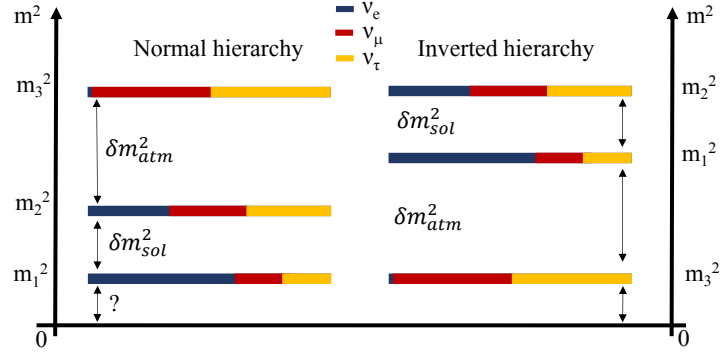 m²
ν_e
m²
Normal hierarchy
ν_μ
Inverted hierarchy
ν_τ
m₃²
m₂²
δm²_sol
δm²_atm
m₁²
m₂²
δm²_atm
δm²_sol
m₁²
m₃²
?
0
0